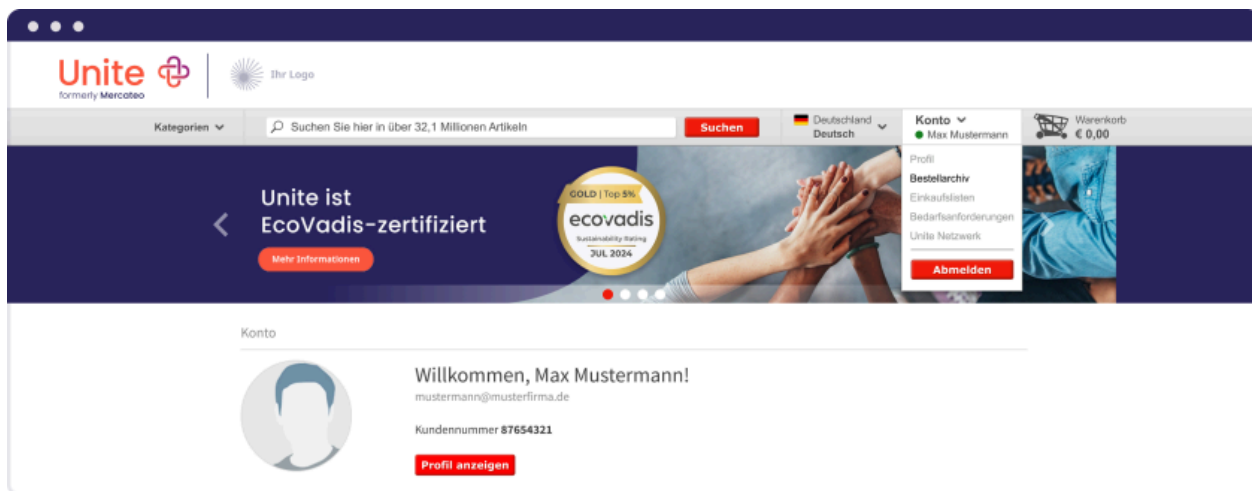 Unite
formerly Mercateo
Ihr Logo
Kategorien
Suchen Sie hier in über 32,1 Millionen Artikeln
Suchen
Deutschland
Deutsch
Konto
Max Mustermann
Warenkorb
€ 0,00
Profil
Bestellarchiv
Einkaufslisten
Bedarfsanforderungen
Unite Netzwerk
Abmelden
Unite ist
EcoVadis-zertifiziert
Mehr Informationen
GOLD | Top 5%
ecovadis
Sustainability Rating
JUL 2024
Konto
Willkommen, Max Mustermann!
mustermann@musterfirma.de
Kundennummer 87654321
Profil anzeigen